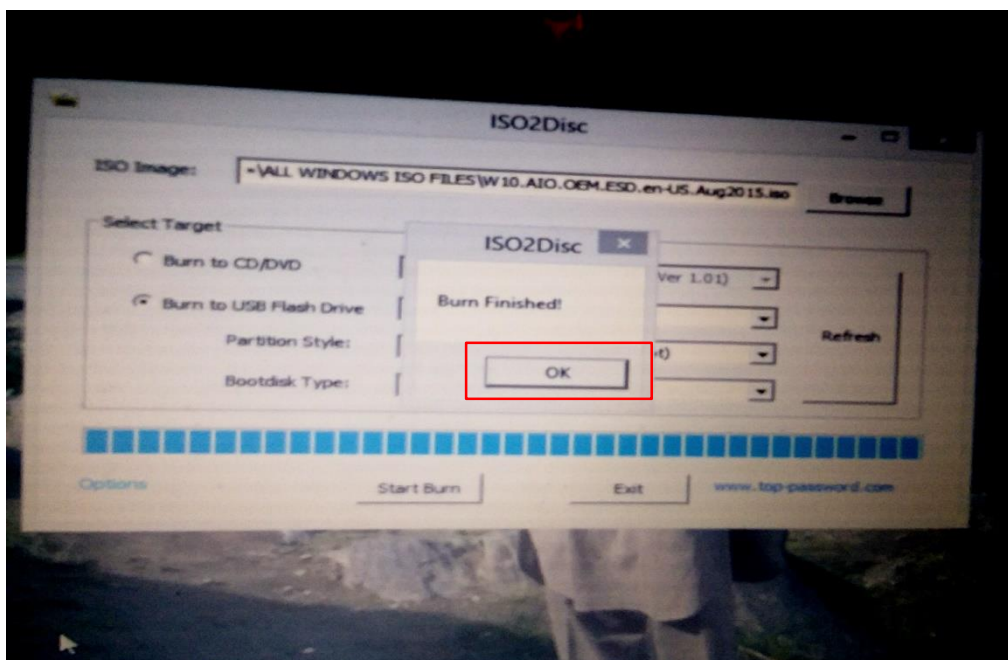 ISO2Disc
ISO Image:
\ALL WINDOWS ISO FILES\W10.AIO.OEM.ESD.en-US.Aug2015.iso
Browse
Select Target
Burn to CD/DVD
Ver 1.01)
Burn to USB Flash Drive
Partition Style:
Bootdisk Type:
Refresh
ISO2Disc
Burn Finished!
OK
Options
Start Burn
Exit
www.top-password.com